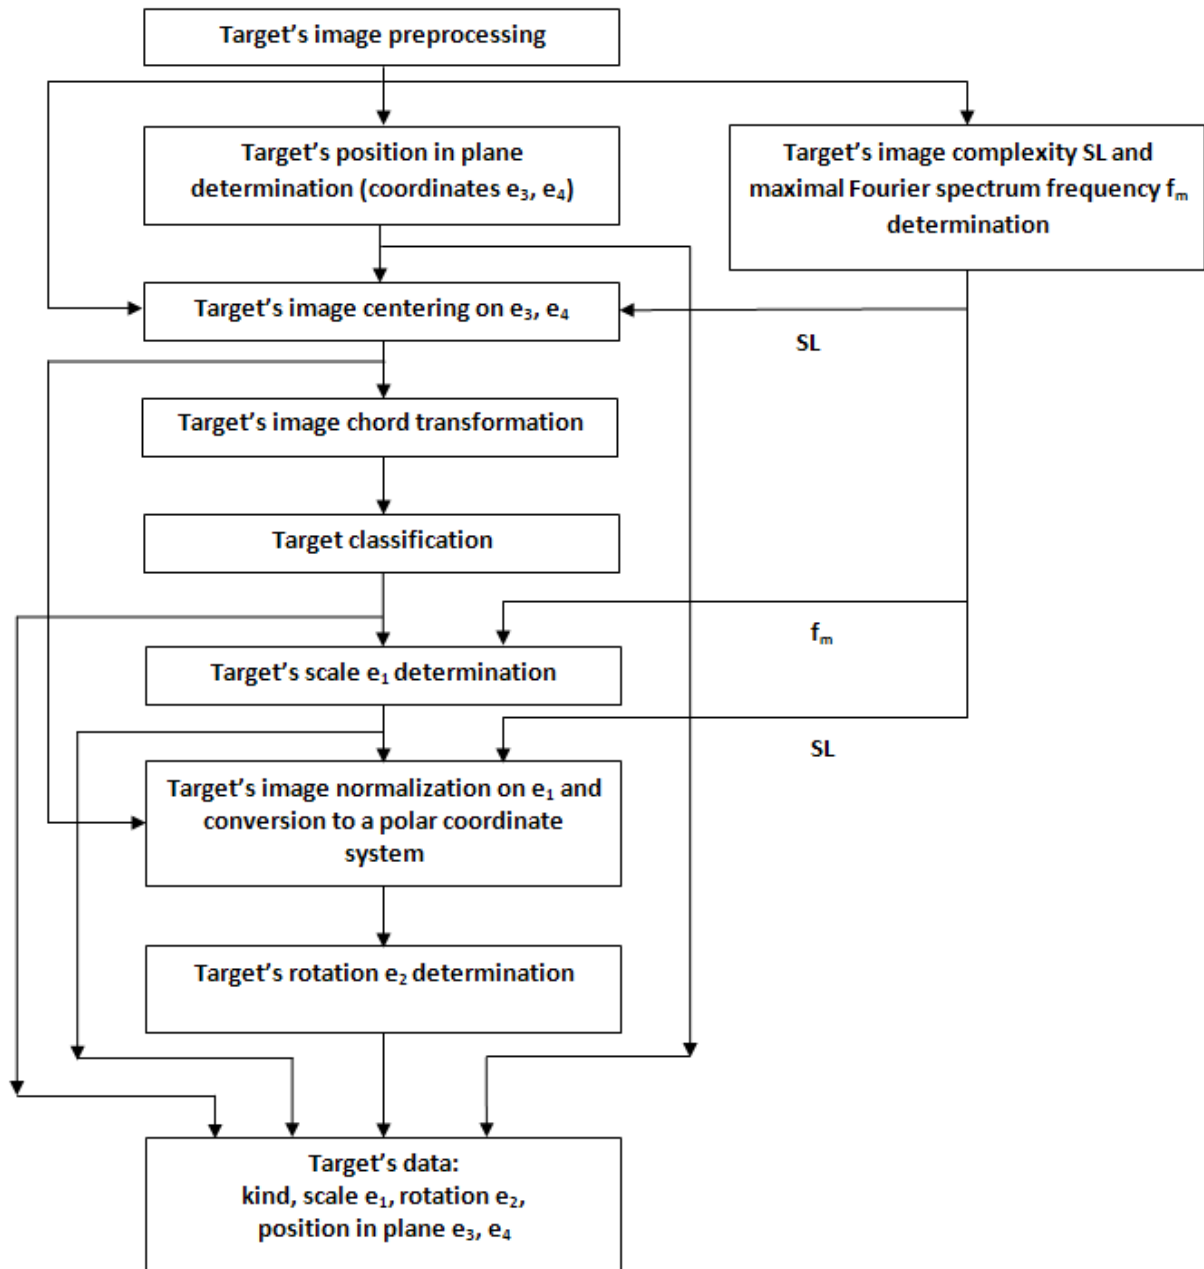 Target’s image preprocessing
Target’s position in plane
determination (coordinates e₃, e₄)
Target’s image complexity SL and
maximal Fourier spectrum frequency fₘ
determination
Target’s image centering on e₃, e₄
SL
Target’s image chord transformation
Target classification
fₘ
Target’s scale e₁ determination
SL
Target’s image normalization on e₁ and
conversion to a polar coordinate
system
Target’s rotation e₂ determination
Target’s data:
kind, scale e₁, rotation e₂,
position in plane e₃, e₄